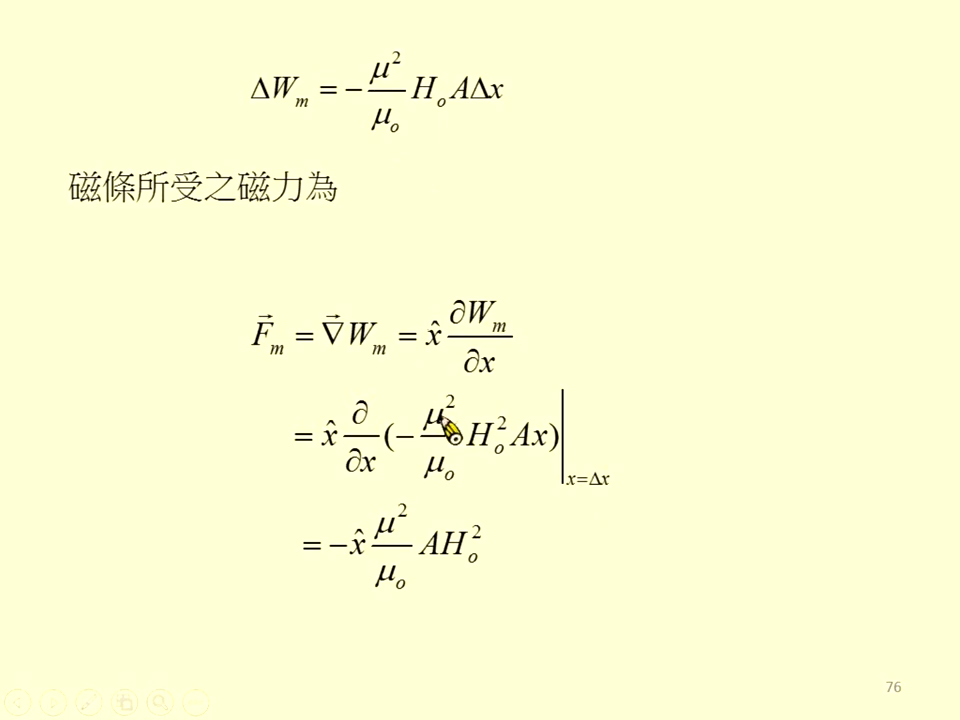 ΔW_m = −(μ²/μ_o) H_o AΔx
磁條所受之磁力為
F⃗_m = ∇⃗W_m = x̂ ∂W_m/∂x
= x̂ ∂/∂x (−(μ²/μ_o) H_o² Ax)|_{x=Δx}
= −x̂ (μ²/μ_o) AH_o²
76